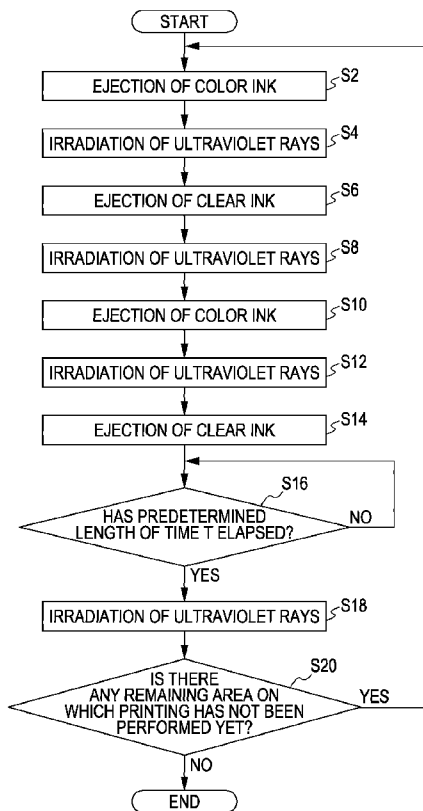 START
S2
EJECTION OF COLOR INK
S4
IRRADIATION OF ULTRAVIOLET RAYS
S6
EJECTION OF CLEAR INK
S8
IRRADIATION OF ULTRAVIOLET RAYS
S10
EJECTION OF COLOR INK
S12
IRRADIATION OF ULTRAVIOLET RAYS
S14
EJECTION OF CLEAR INK
S16
HAS PREDETERMINED
LENGTH OF TIME T ELAPSED?
NO
YES
S18
IRRADIATION OF ULTRAVIOLET RAYS
S20
IS THERE
ANY REMAINING AREA ON
WHICH PRINTING HAS NOT BEEN
PERFORMED YET?
YES
NO
END